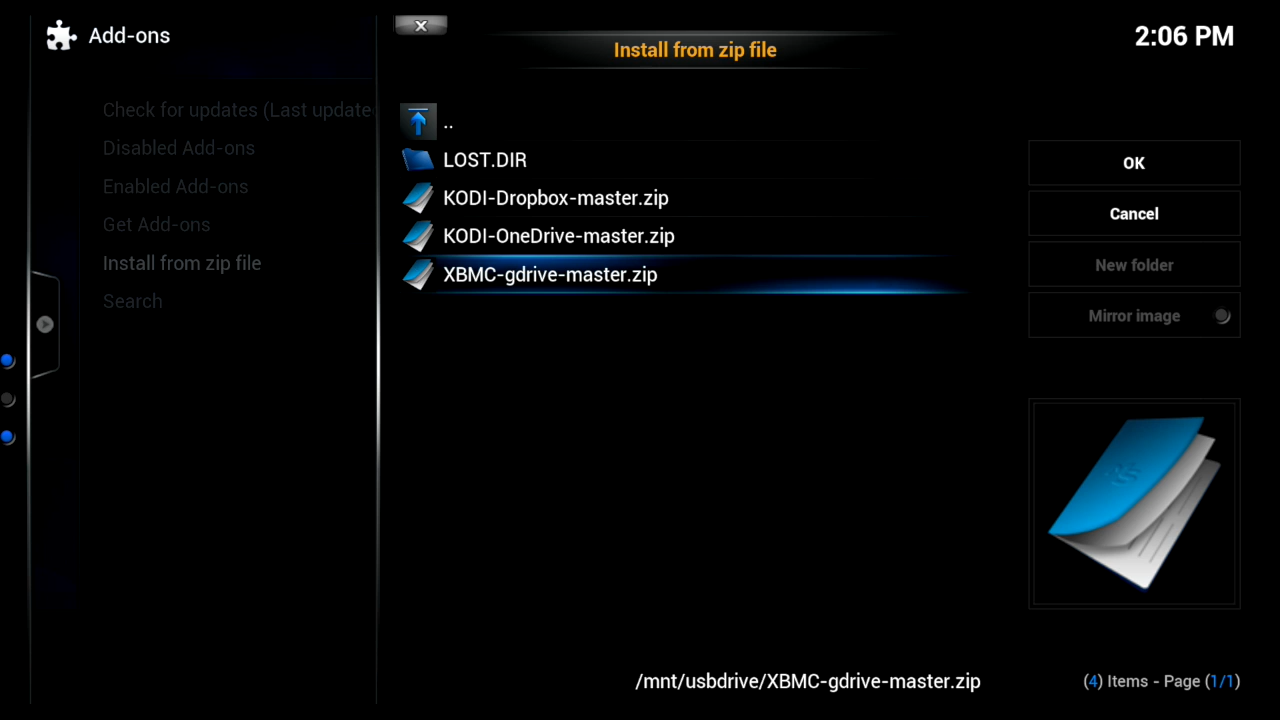 Add-ons
Check for updates (Last update
Disabled Add-ons
Enabled Add-ons
Get Add-ons
Install from zip file
Search
x
Install from zip file
2:06 PM
..
LOST.DIR
KODI-Dropbox-master.zip
KODI-OneDrive-master.zip
XBMC-gdrive-master.zip
OK
Cancel
New folder
Mirror image
/mnt/usbdrive/XBMC-gdrive-master.zip
(4) Items - Page (1/1)